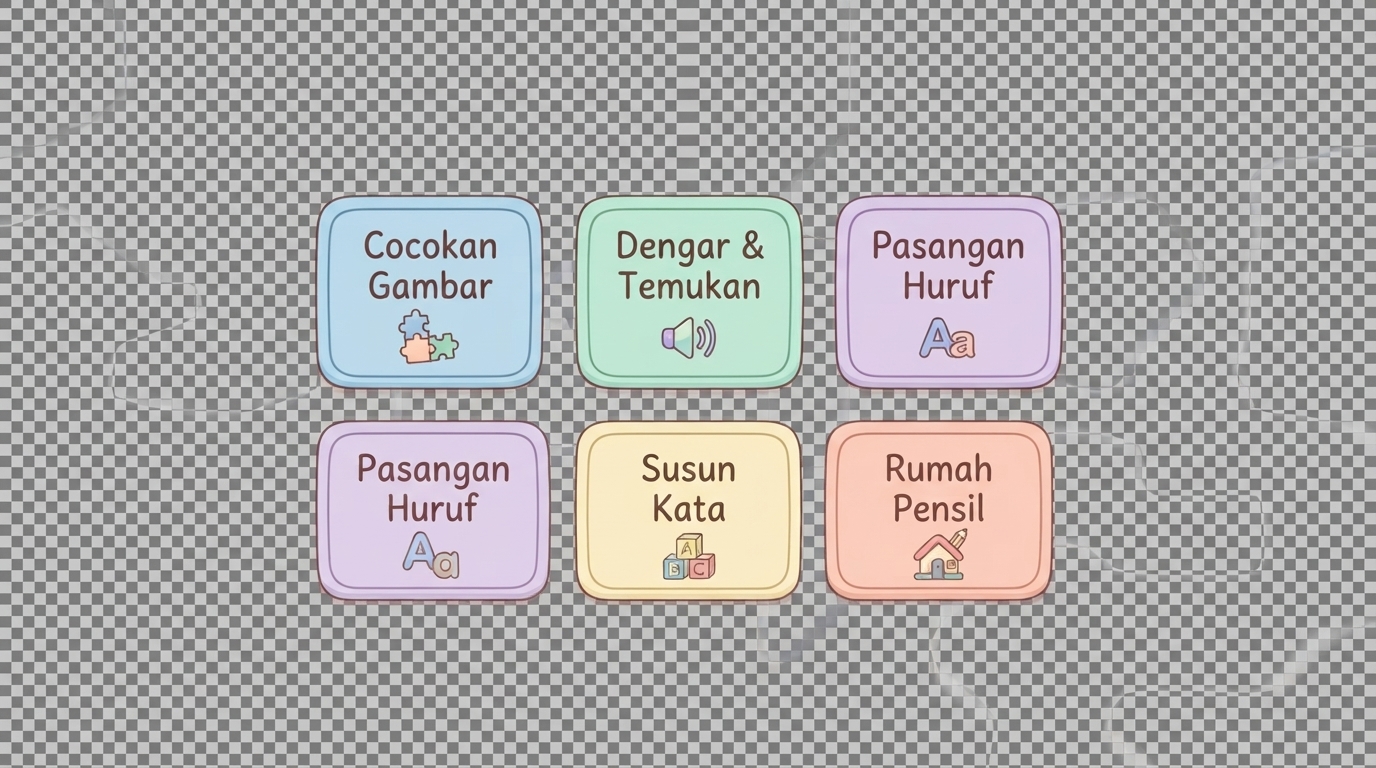 Cocokan
Gambar
Dengar &
Temukan
Pasangan
Huruf
Aa
Pasangan
Huruf
Aa
Susun
Kata
A
B C
Rumah
Pensil